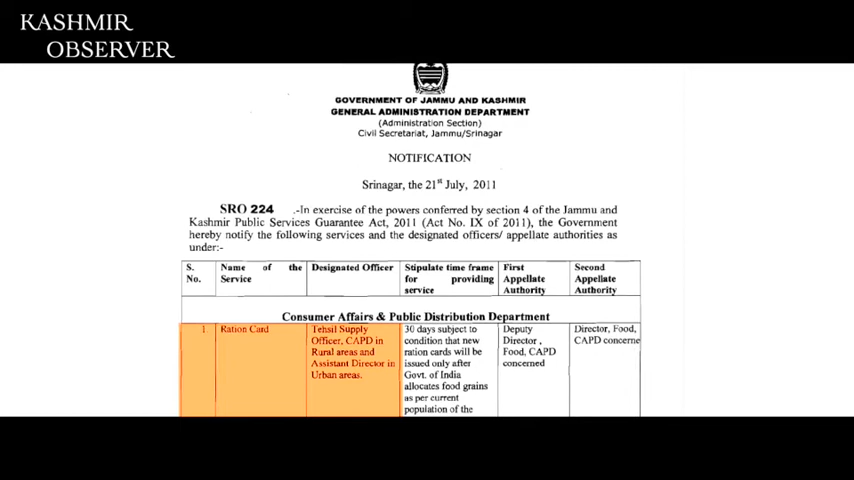 KASHMIR
OBSERVER
GOVERNMENT OF JAMMU AND KASHMIR
GENERAL ADMINISTRATION DEPARTMENT
(Administration Section)
Civil Secretariat, Jammu/Srinagar
NOTIFICATION
Srinagar, the 21st July, 2011
SRO 224 .-In exercise of the powers conferred by section 4 of the Jammu and
Kashmir Public Services Guarantee Act, 2011 (Act No. IX of 2011), the Government
hereby notify the following services and the designated officers/ appellate authorities as
under:-
S. No.
Name of the Service
Designated Officer
Stipulate time frame
for providing
service
First
Appellate
Authority
Second
Appellate
Authority
Consumer Affairs & Public Distribution Department
1.
Ration Card
Tehsil Supply
Officer, CAPD in
Rural areas and
Assistant Director in
Urban areas.
30 days subject to
condition that new
ration cards will be
issued only after
Govt. of India
allocates food grains
as per current
population of the
Deputy
Director ,
Food, CAPD
concerned
Director, Food,
CAPD concerne